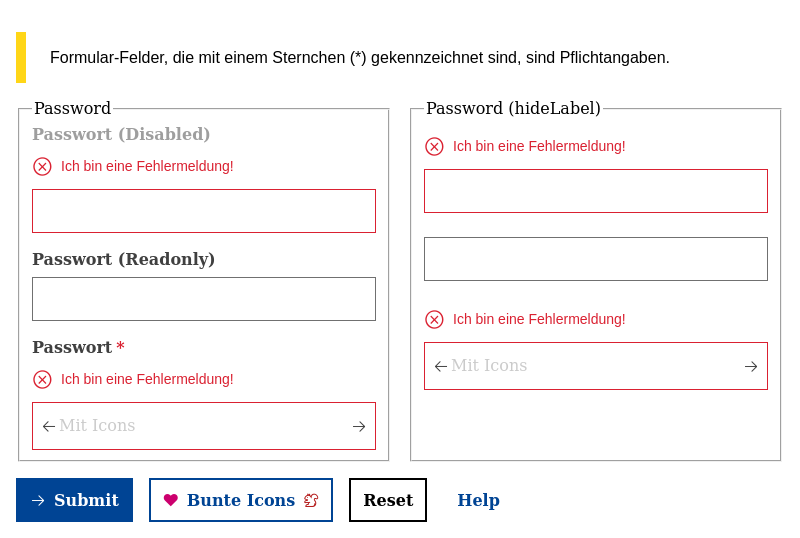 Formular-Felder, die mit einem Sternchen (*) gekennzeichnet sind, sind Pflichtangaben.
Password
Passwort (Disabled)
Ich bin eine Fehlermeldung!
Passwort (Readonly)
Passwort *
Ich bin eine Fehlermeldung!
Mit Icons
Password (hideLabel)
Ich bin eine Fehlermeldung!
Ich bin eine Fehlermeldung!
Mit Icons
Submit
Bunte Icons
Reset
Help